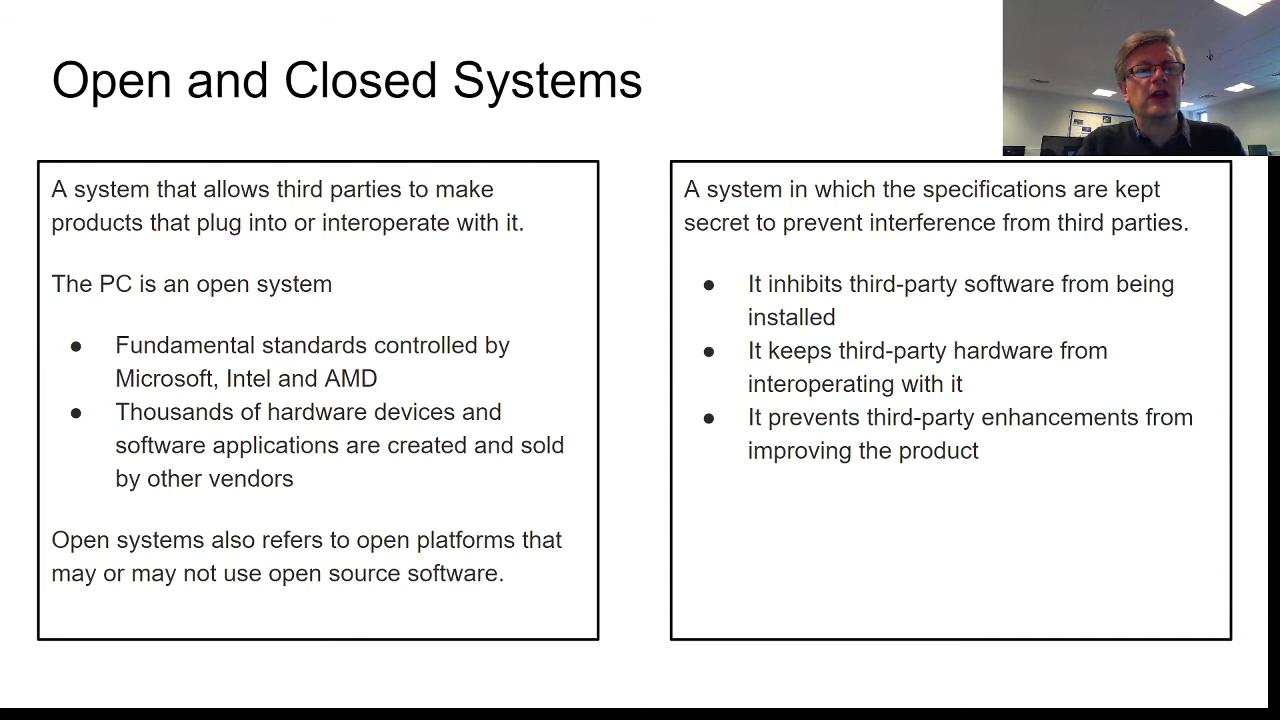 Open and Closed Systems
A system that allows third parties to make
products that plug into or interoperate with it.
The PC is an open system
● Fundamental standards controlled by
Microsoft, Intel and AMD
● Thousands of hardware devices and
software applications are created and sold
by other vendors
Open systems also refers to open platforms that
may or may not use open source software.
A system in which the specifications are kept
secret to prevent interference from third parties.
● It inhibits third-party software from being
installed
● It keeps third-party hardware from
interoperating with it
● It prevents third-party enhancements from
improving the product